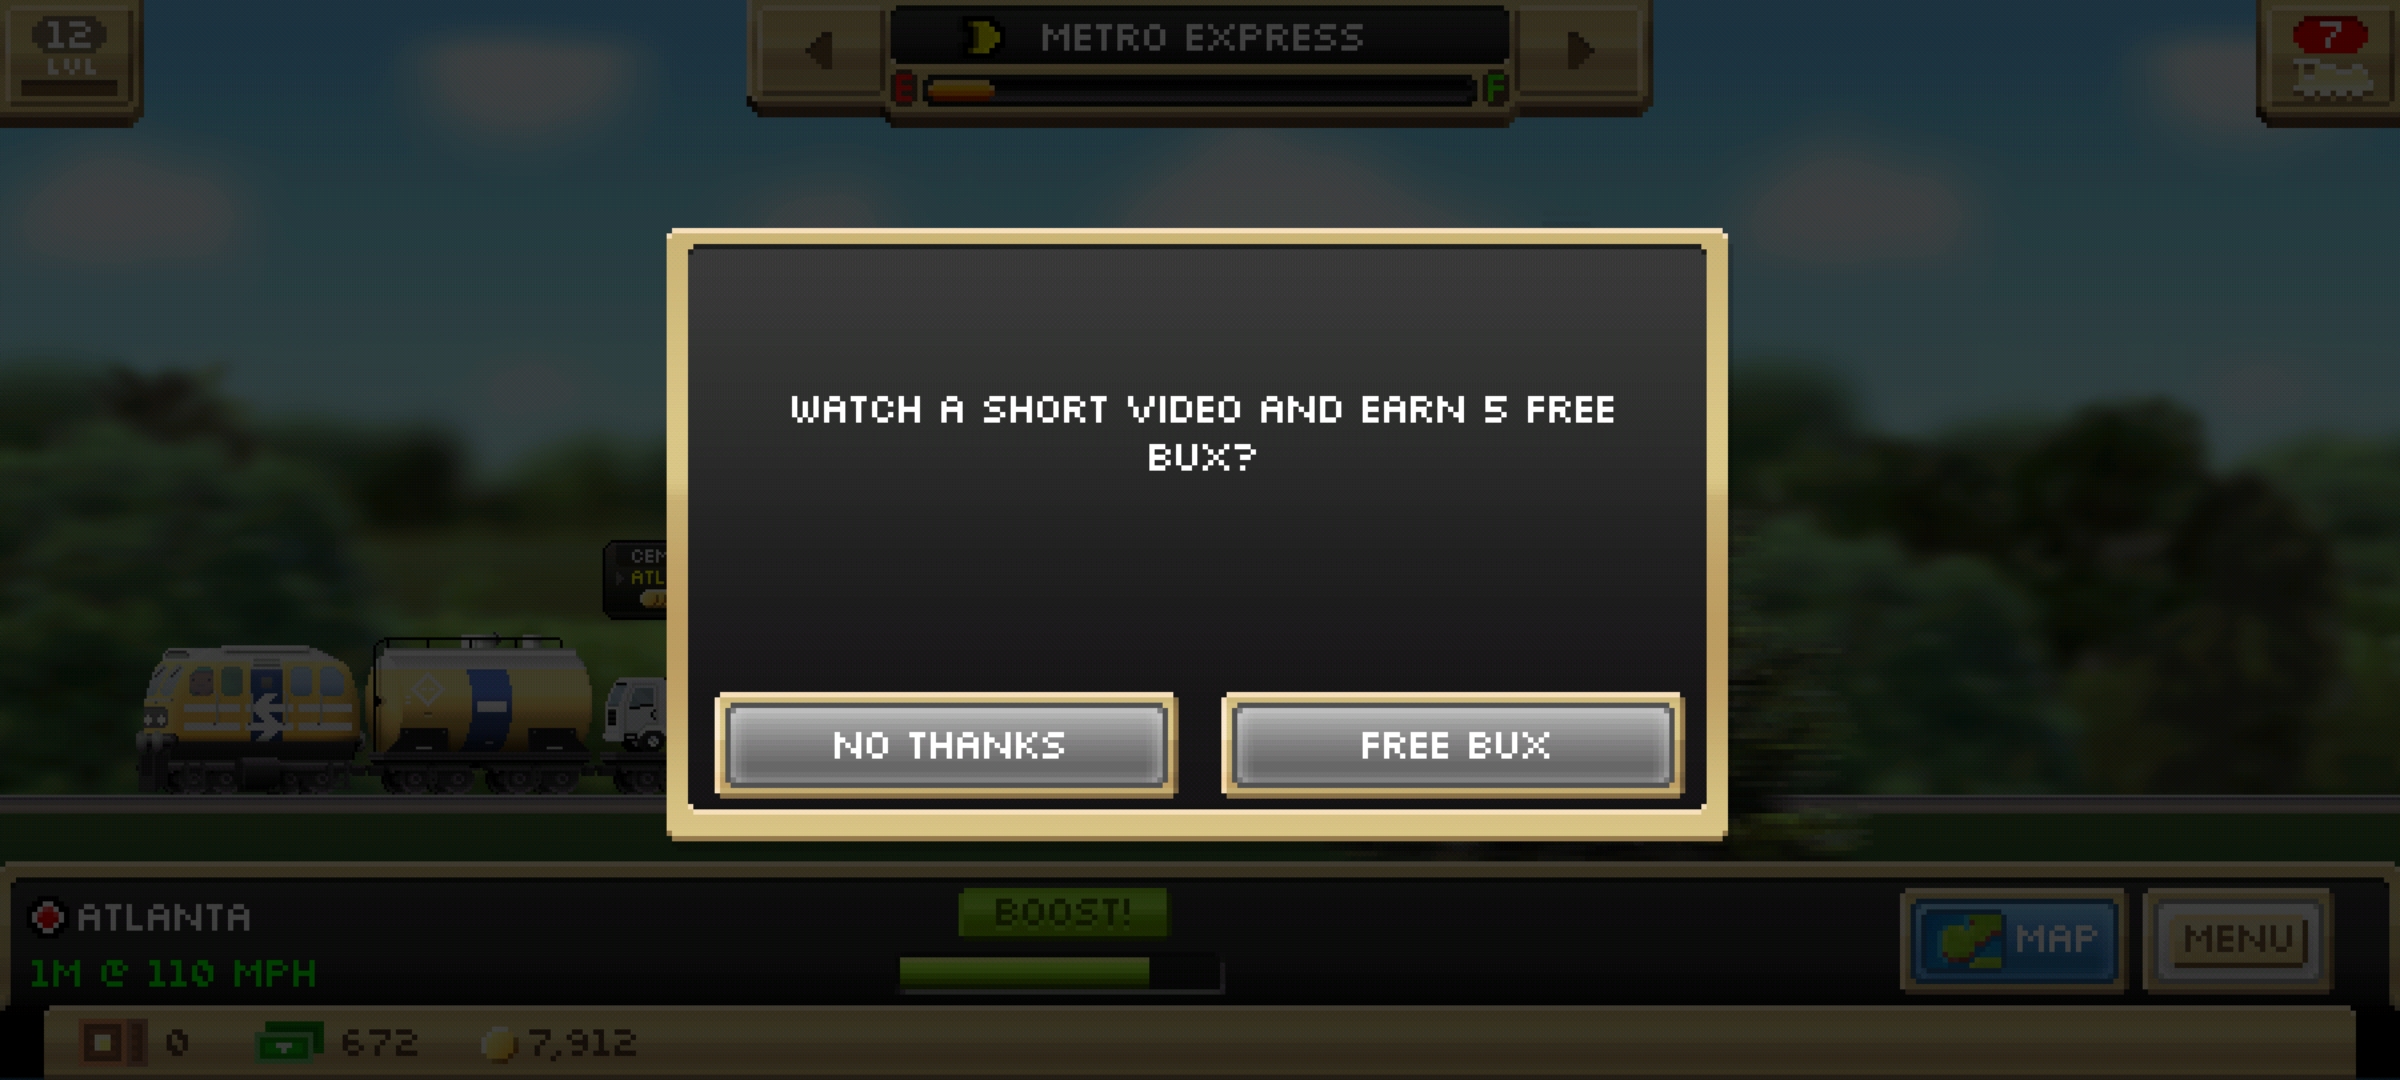 12
LVL
METRO EXPRESS
E
F
7
WATCH A SHORT VIDEO AND EARN 5 FREE
BUX?
CEM
ATL
NO THANKS
FREE BUX
ATLANTA
1M @ 110 MPH
BOOST!
MAP
MENU
0
672
7,912